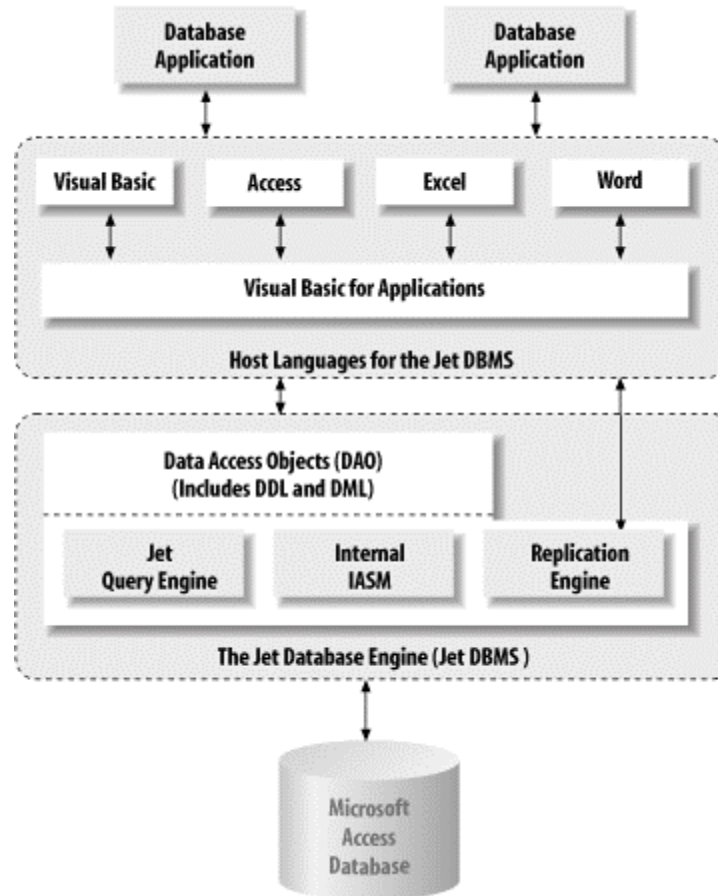 Database
Application
Database
Application
Visual Basic
Access
Excel
Word
Visual Basic for Applications
Host Languages for the Jet DBMS
Data Access Objects (DAO)
(Includes DDL and DML)
Jet
Query Engine
Internal
IASM
Replication
Engine
The Jet Database Engine (Jet DBMS )
Microsoft
Access
Database